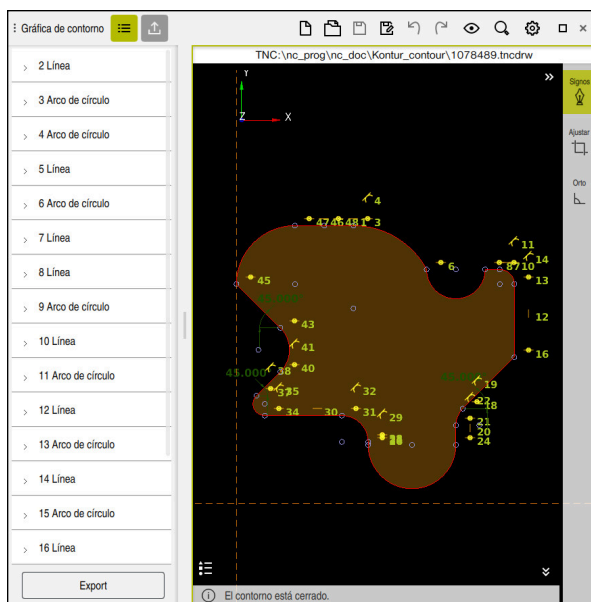 Gráfica de contorno
TNC:\nc_prog\nc_doc\Kontur_contour\1078489.tncdrw
2 Línea
3 Arco de círculo
4 Arco de círculo
5 Línea
6 Arco de círculo
7 Línea
8 Línea
9 Arco de círculo
10 Línea
11 Arco de círculo
12 Línea
13 Arco de círculo
14 Línea
15 Arco de círculo
16 Línea
Export
Y
Z
X
4
47 46 48 1 3
11
6
8 7 10
14
13
45
12
43
41
16
40
38
45.000
37 35
32
19
22
18
34
30
31
29
21
20
24
Signos
Ajustar
Orto
El contorno está cerrado.